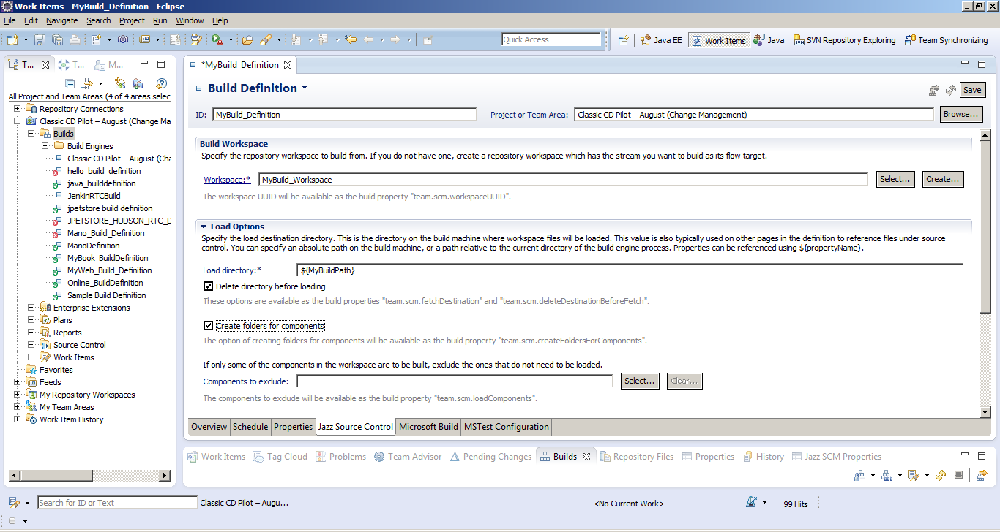 Work Items - MyBuild_Definition - Eclipse
File Edit Navigate Search Project Run Window Help
Quick Access
Java EE
Work Items
Java
SVN Repository Exploring
Team Synchronizing
T...
T...
M...
All Project and Team Areas (4 of 4 areas selec
Repository Connections
Classic CD Pilot – August (Change Ma
Builds
Build Engines
Classic CD Pilot – August (Cha
hello_build_definition
java_builddefinition
JenkinRTCBuild
jpetstore build definition
JPETSTORE_HUDSON_RTC_D
Mano_Build_Definition
ManoDefinition
MyBook_BuildDefinition
MyWeb_Build_Definition
Online_BuildDefinition
Sample Build Definition
Enterprise Extensions
Plans
Reports
Source Control
Work Items
Favorites
Feeds
My Repository Workspaces
My Team Areas
Work Item History
*MyBuild_Definition
Build Definition
Save
ID: MyBuild_Definition
Project or Team Area: Classic CD Pilot – August (Change Management)
Browse...
Build Workspace
Specify the repository workspace to build from. If you do not have one, create a repository workspace which has the stream you want to build as its flow target.
Workspace:* MyBuild_Workspace
Select...
Create...
The workspace UUID will be available as the build property "team.scm.workspaceUUID".
Load Options
Specify the load destination directory. This is the directory on the build machine where workspace files will be loaded. This value is also typically used on other pages in the definition to reference files under source
control. You can specify an absolute path on the build machine, or a path relative to the current directory of the build engine process. Properties can be referenced using ${propertyName}.
Load directory:* ${MyBuildPath}
Delete directory before loading
These options are available as the build properties "team.scm.fetchDestination" and "team.scm.deleteDestinationBeforeFetch".
Create folders for components
The option of creating folders for components will be available as the build property "team.scm.createFoldersForComponents".
If only some of the components in the workspace are to be built, exclude the ones that do not need to be loaded.
Components to exclude:
Select...
Clear...
The components to exclude will be available as the build property "team.scm.loadComponents".
Overview
Schedule
Properties
Jazz Source Control
Microsoft Build
MSTest Configuration
Work Items
Tag Cloud
Problems
Team Advisor
Pending Changes
Builds
Repository Files
Properties
History
Jazz SCM Properties
Search for ID or Text
Classic CD Pilot – Augu...
<No Current Work>
99 Hits